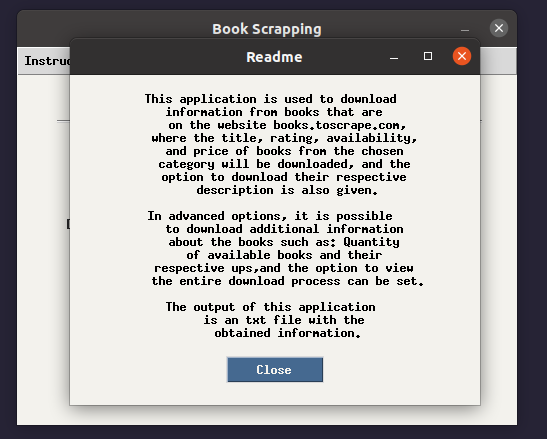 Book Scrapping
Readme
This application is used to download
information from books that are
on the website books.toscrape.com,
where the title, rating, availability,
and price of books from the chosen
category will be downloaded, and the
option to download their respective
description is also given.
In advanced options, it is possible
to download additional information
about the books such as: Quantity
of available books and their
respective ups,and the option to view
the entire download process can be set.
The output of this application
is an txt file with the
obtained information.
Close